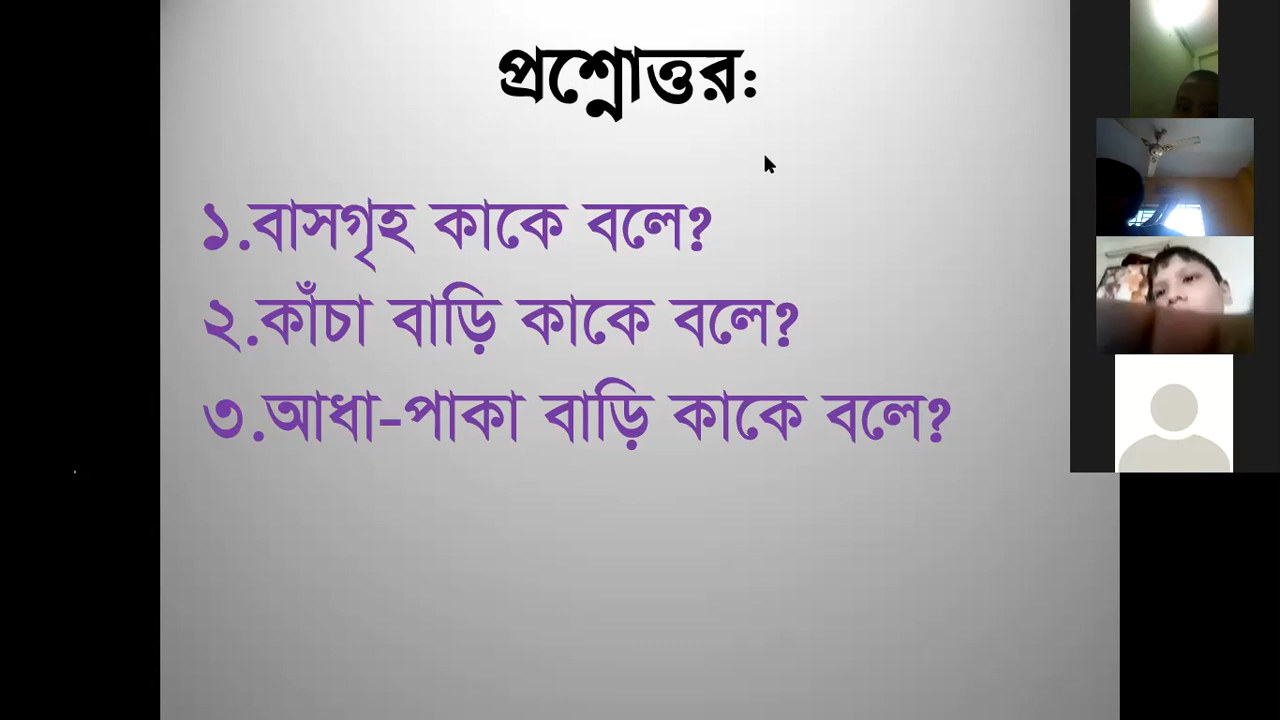 প্রশ্নোত্তর:
১.বাসগৃহ কাকে বলে?
২.কাঁচা বাড়ি কাকে বলে?
৩.আধা-পাকা বাড়ি কাকে বলে?